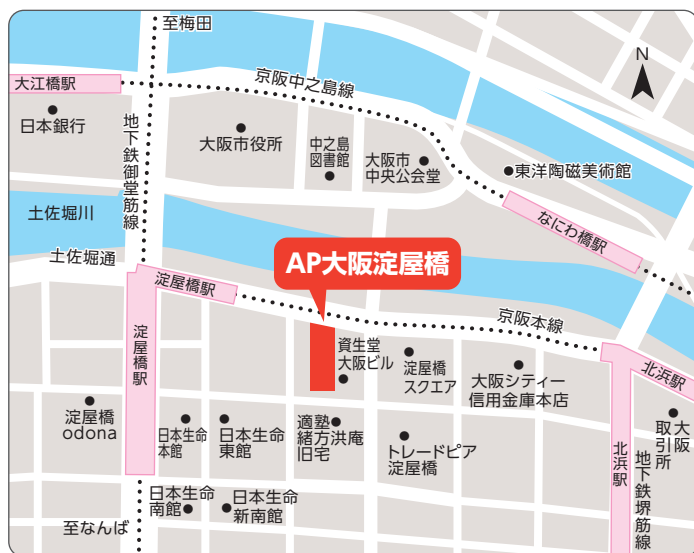 至梅田
N
大江橋駅
京阪中之島線
日本銀行
地下鉄御堂筋線
大阪市役所
中之島
図書館
大阪市
中央公会堂
東洋陶磁美術館
なにわ橋駅
土佐堀川
土佐堀通
AP大阪淀屋橋
淀屋橋駅
京阪本線
淀屋橋駅
資生堂
大阪ビル
淀屋橋
スクエア
大阪シティー
信用金庫本店
北浜駅
淀屋橋
odona
日本生命
本館
日本生命
東館
適塾
緒方洪庵
旧宅
トレードピア
淀屋橋
北浜駅
大阪
取引所
地下鉄堺筋線
日本生命
南館
日本生命
新南館
至なんば